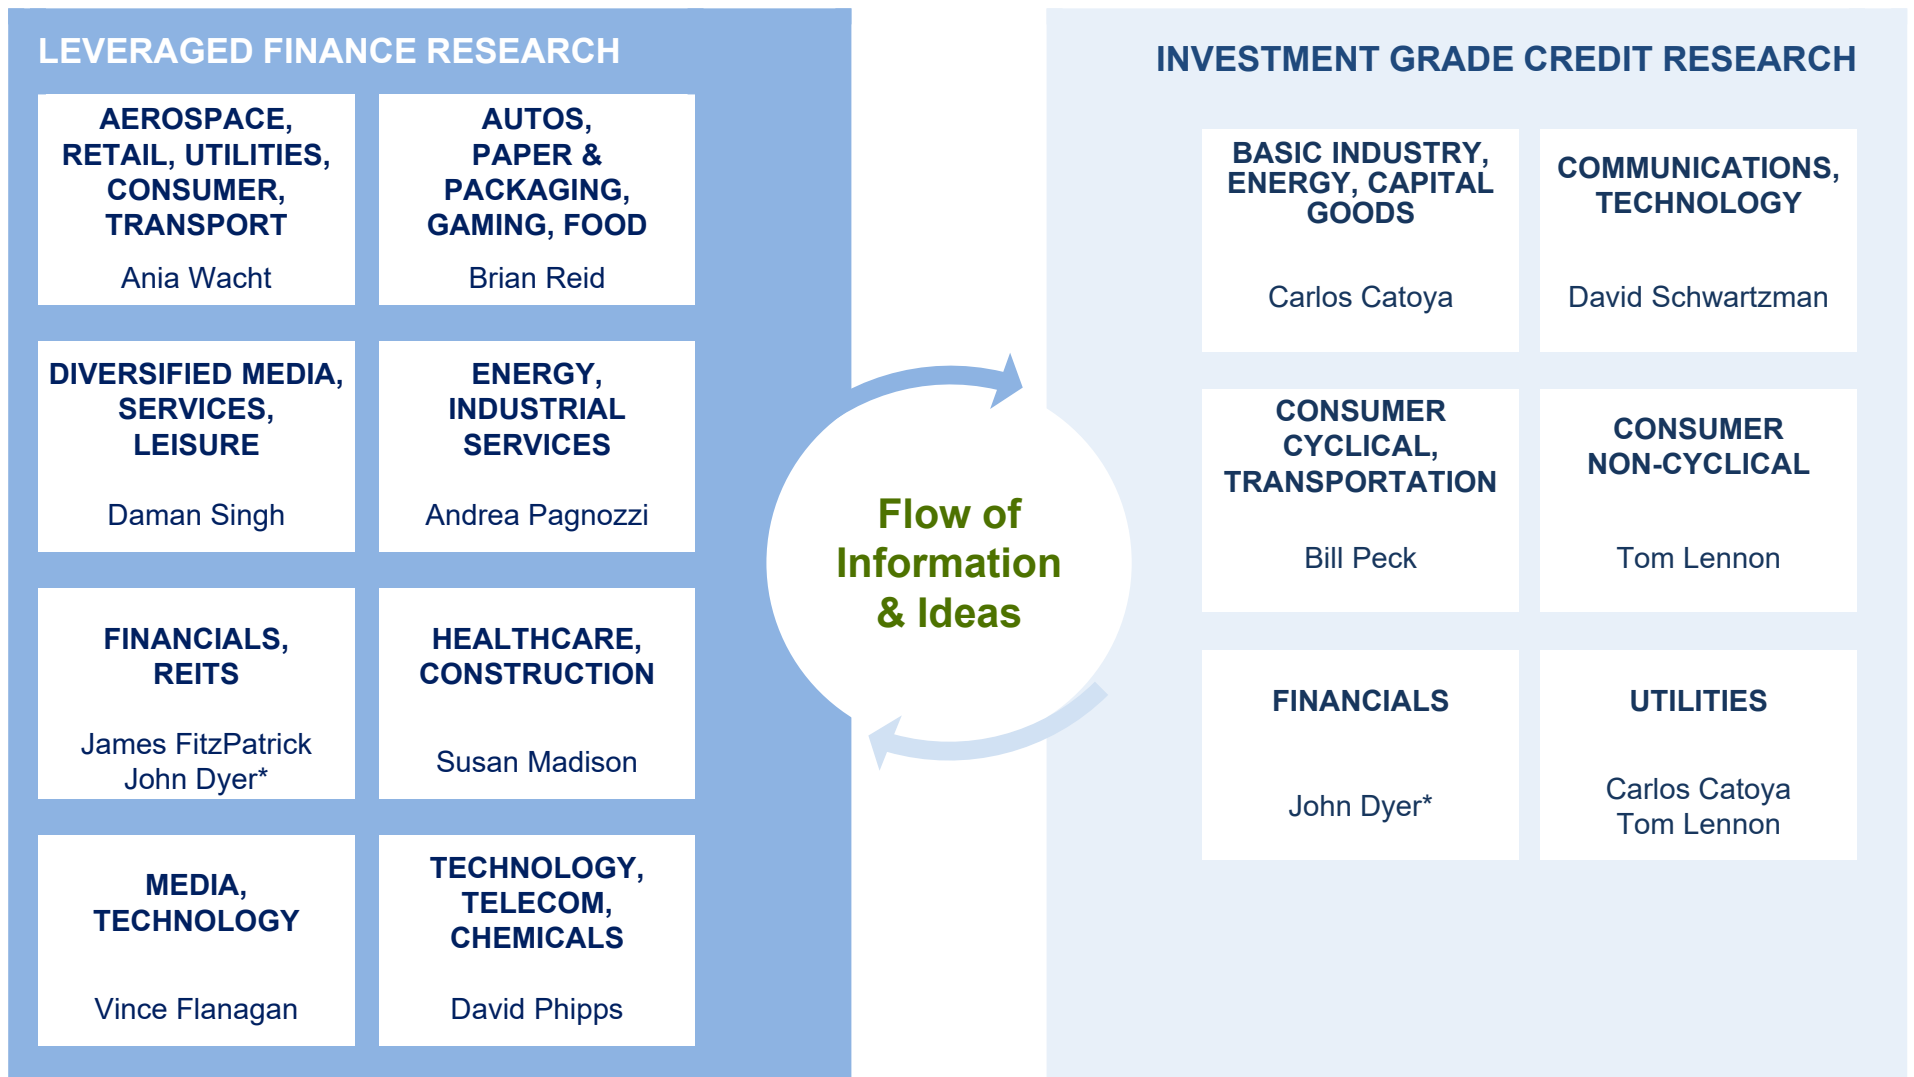 LEVERAGED FINANCE RESEARCH
AEROSPACE,
RETAIL, UTILITIES,
CONSUMER,
TRANSPORT
Ania Wacht
AUTOS,
PAPER &
PACKAGING,
GAMING, FOOD
Brian Reid
DIVERSIFIED MEDIA,
SERVICES,
LEISURE
Daman Singh
ENERGY,
INDUSTRIAL
SERVICES
Andrea Pagnozzi
FINANCIALS,
REITS
James FitzPatrick
John Dyer*
HEALTHCARE,
CONSTRUCTION
Susan Madison
MEDIA,
TECHNOLOGY
Vince Flanagan
TECHNOLOGY,
TELECOM,
CHEMICALS
David Phipps
Flow of
Information
& Ideas
INVESTMENT GRADE CREDIT RESEARCH
BASIC INDUSTRY,
ENERGY, CAPITAL
GOODS
Carlos Catoya
COMMUNICATIONS,
TECHNOLOGY
David Schwartzman
CONSUMER
CYCLICAL,
TRANSPORTATION
Bill Peck
CONSUMER
NON-CYCLICAL
Tom Lennon
FINANCIALS
John Dyer*
UTILITIES
Carlos Catoya
Tom Lennon